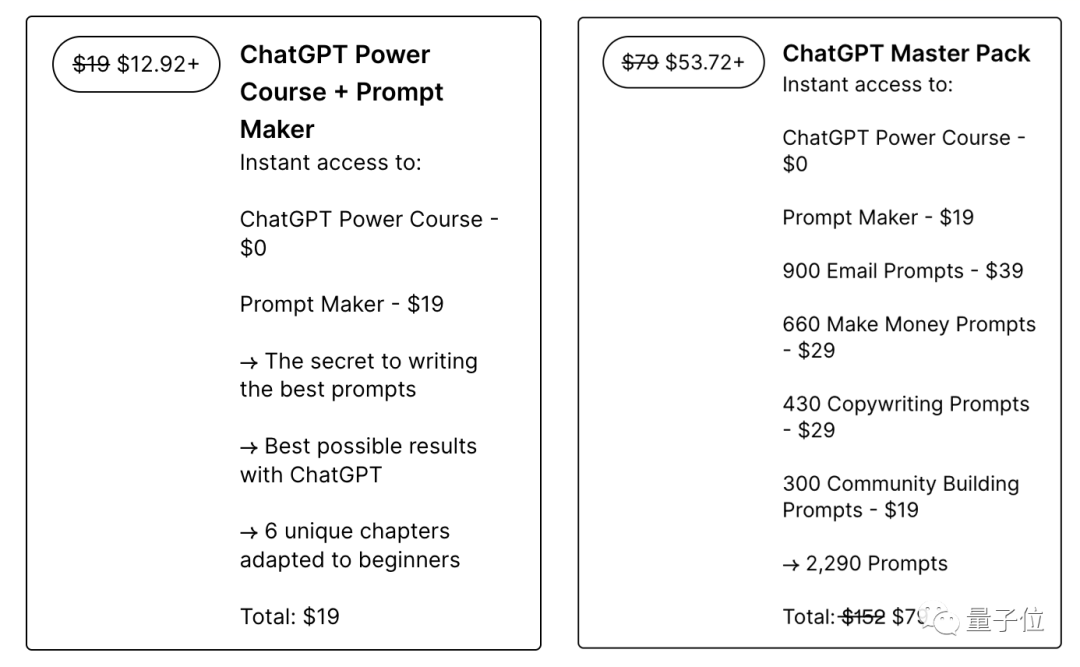 $19 $12.92+
ChatGPT Power
Course + Prompt
Maker
Instant access to:
ChatGPT Power Course -
$0
Prompt Maker - $19
→ The secret to writing
the best prompts
→ Best possible results
with ChatGPT
→ 6 unique chapters
adapted to beginners
Total: $19
$79 $53.72+
ChatGPT Master Pack
Instant access to:
ChatGPT Power Course -
$0
Prompt Maker - $19
900 Email Prompts - $39
660 Make Money Prompts
- $29
430 Copywriting Prompts
- $29
300 Community Building
Prompts - $19
→ 2,290 Prompts
Total: $152 $79
量子位